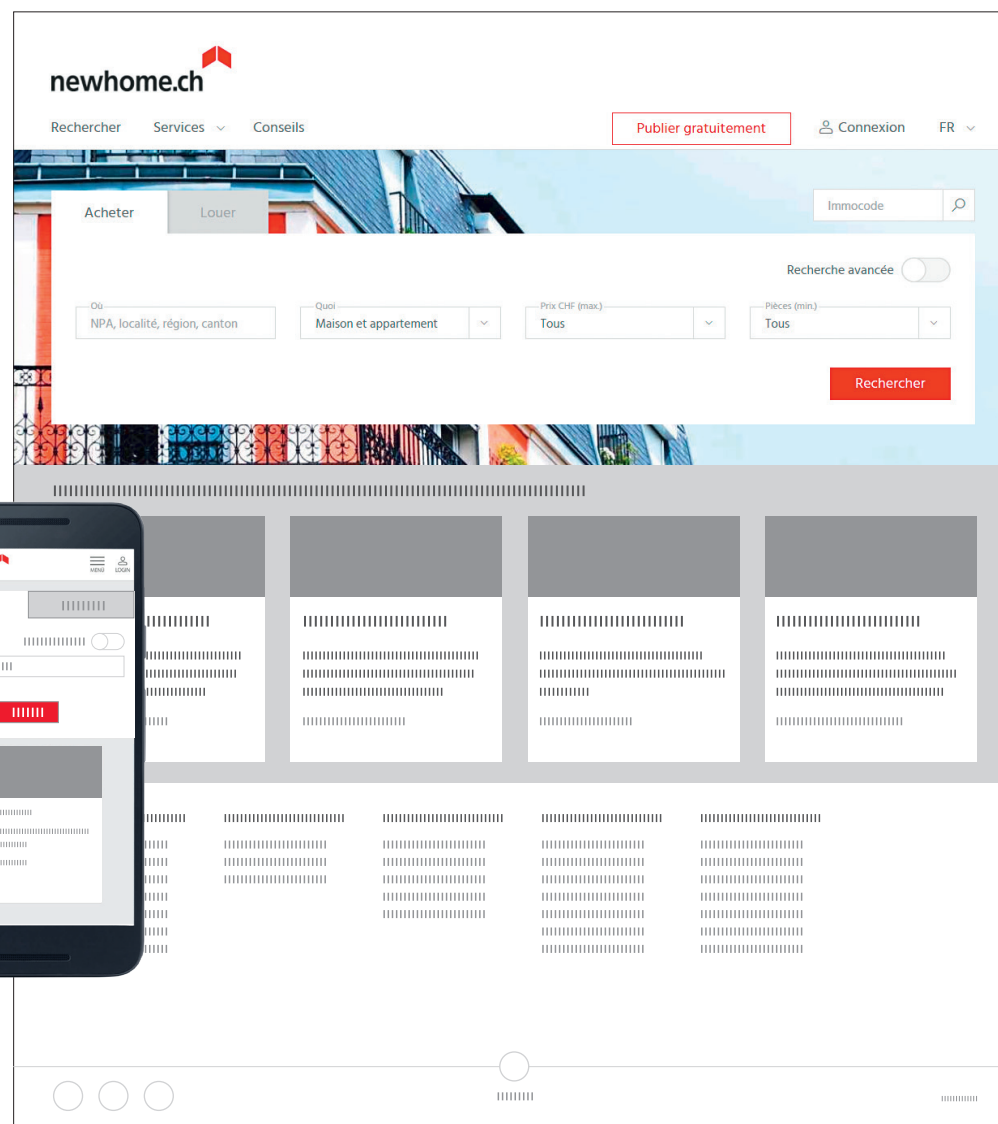 newhome.ch
Rechercher Services Conseils Publier gratuitement Connexion FR
Acheter Louer Immocode
Recherche avancée
Où Quoi Prix CHF (max.) Pièces (min.)
NPA, localité, région, canton Maison et appartement Tous Tous
Rechercher
MENÜ LOGIN